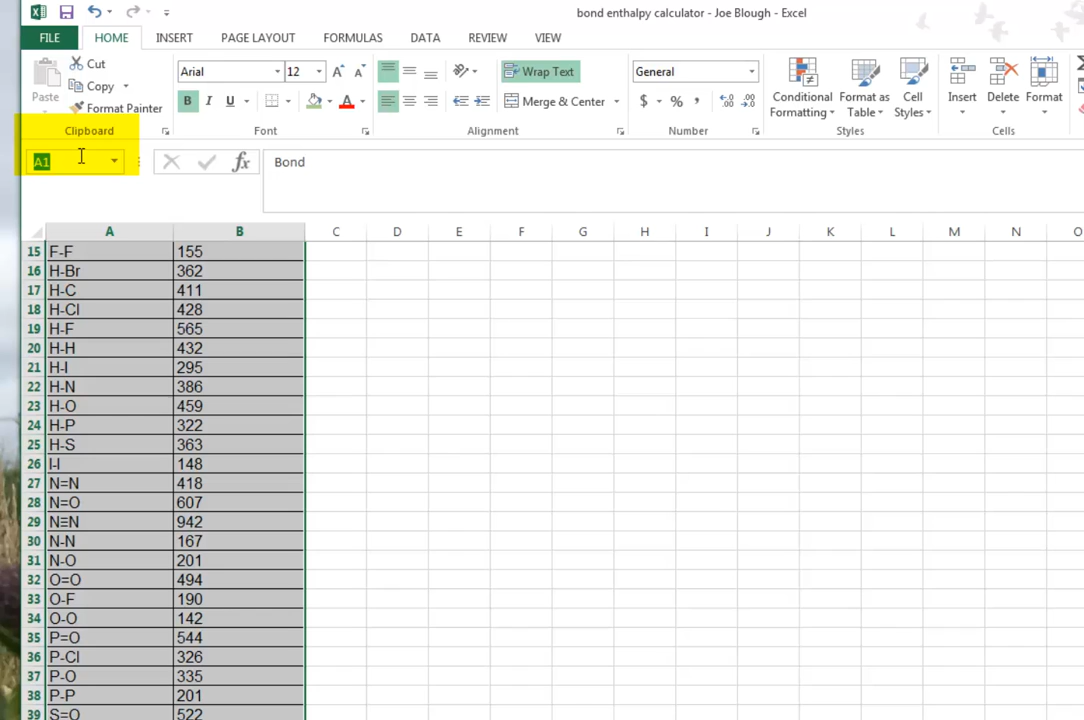 bond enthalpy calculator - Joe Blough - Excel
FILE HOME INSERT PAGE LAYOUT FORMULAS DATA REVIEW VIEW
Paste
Cut
Copy
Format Painter
Clipboard
Arial 12
B I U
Font
Wrap Text
Merge & Center
Alignment
General
$ % ,
Number
Conditional Formatting
Format as Table
Cell Styles
Styles
Insert Delete Format
Cells
A1 fx Bond
A B C D E F G H I J K L M N O
15 F-F 155
16 H-Br 362
17 H-C 411
18 H-Cl 428
19 H-F 565
20 H-H 432
21 H-I 295
22 H-N 386
23 H-O 459
24 H-P 322
25 H-S 363
26 I-I 148
27 N=N 418
28 N=O 607
29 N≡N 942
30 N-N 167
31 N-O 201
32 O=O 494
33 O-F 190
34 O-O 142
35 P=O 544
36 P-Cl 326
37 P-O 335
38 P-P 201
39 S=O 522